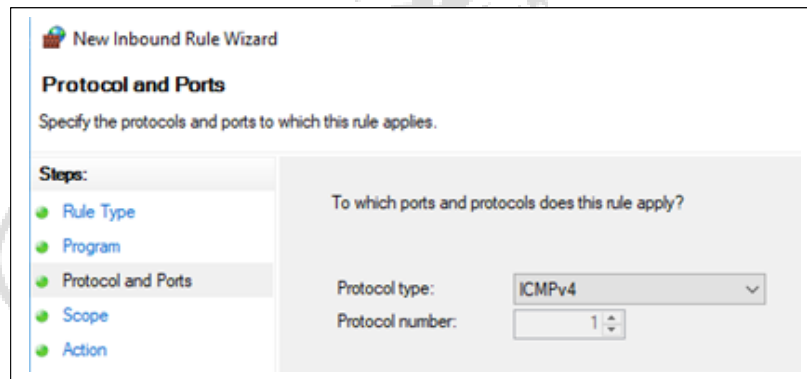 New Inbound Rule Wizard
Protocol and Ports
Specify the protocols and ports to which this rule applies.
Steps:
Rule Type
Program
Protocol and Ports
Scope
Action
To which ports and protocols does this rule apply?
Protocol type: ICMPv4
Protocol number: 1